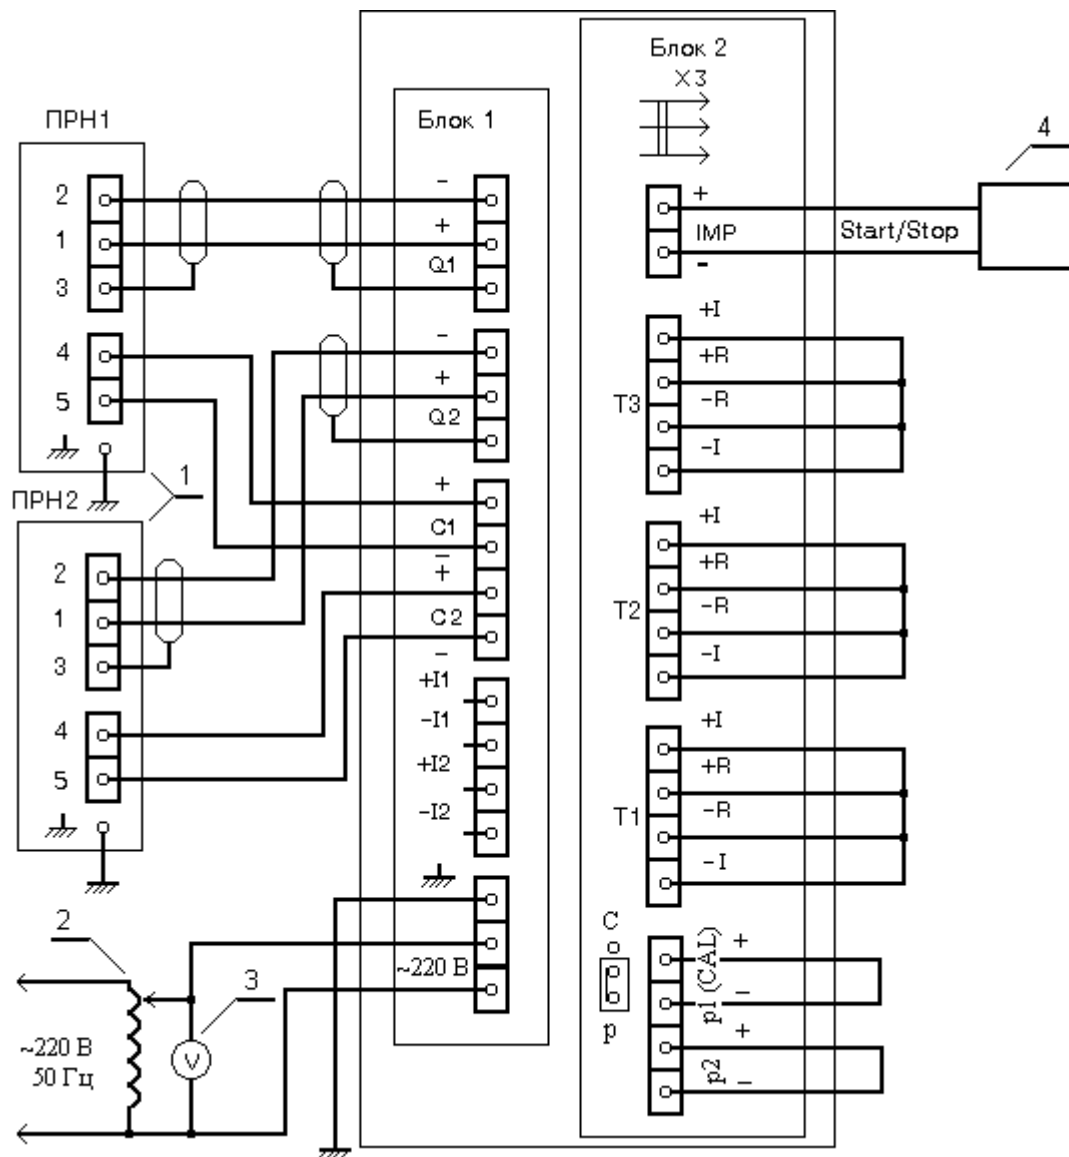 Блок 2
X3
ПРН1
Блок 1
4
2
1
3
4
5
-
+
Q1
-
+
Q2
+
C1
-
+
C2
-
+I1
-I1
+I2
-I2
~220 В
1
ПРН2
2
1
3
4
5
2
3
V
~220 В
50 Гц
+
IMP
-
Start/Stop
+I
+R
-R
-I
T3
+I
+R
-R
-I
T2
+I
+R
-R
-I
T1
C
p
p1 (CAL)
+
-
p2
+
-